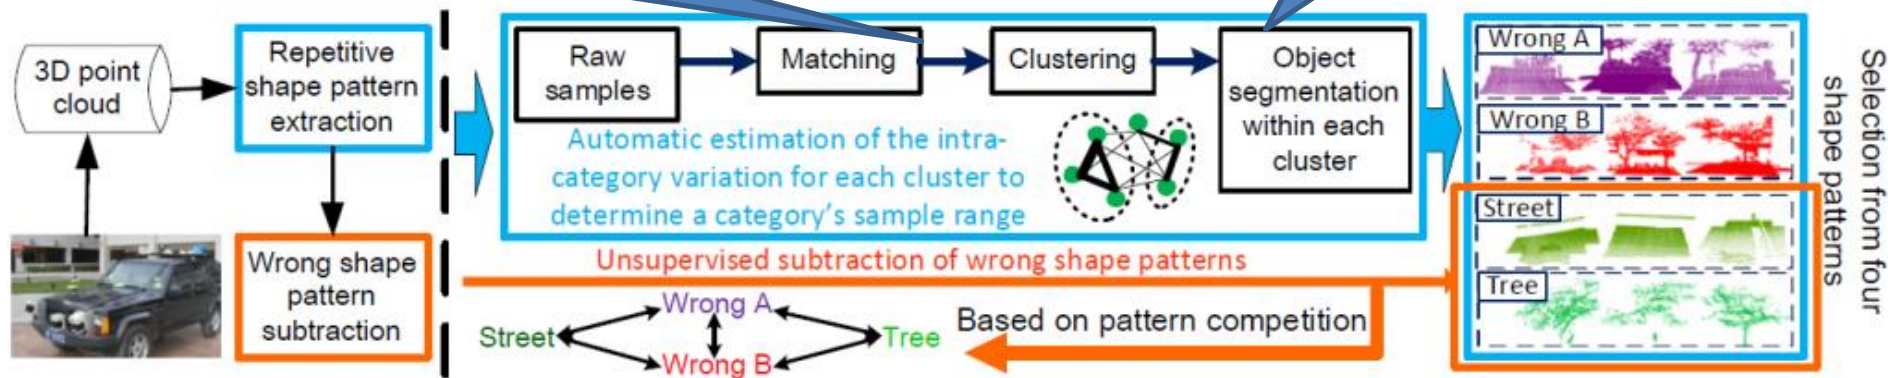 3D point
cloud
Repetitive
shape pattern
extraction
Wrong shape
pattern
subtraction
Raw
samples
Matching
Clustering
Object
segmentation
within each
cluster
Automatic estimation of the intra-
category variation for each cluster to
determine a category's sample range
Unsupervised subtraction of wrong shape patterns
Wrong A
Street
Tree
Wrong B
Based on pattern competition
Wrong A
Wrong B
Street
Tree
Selection from four
shape patterns